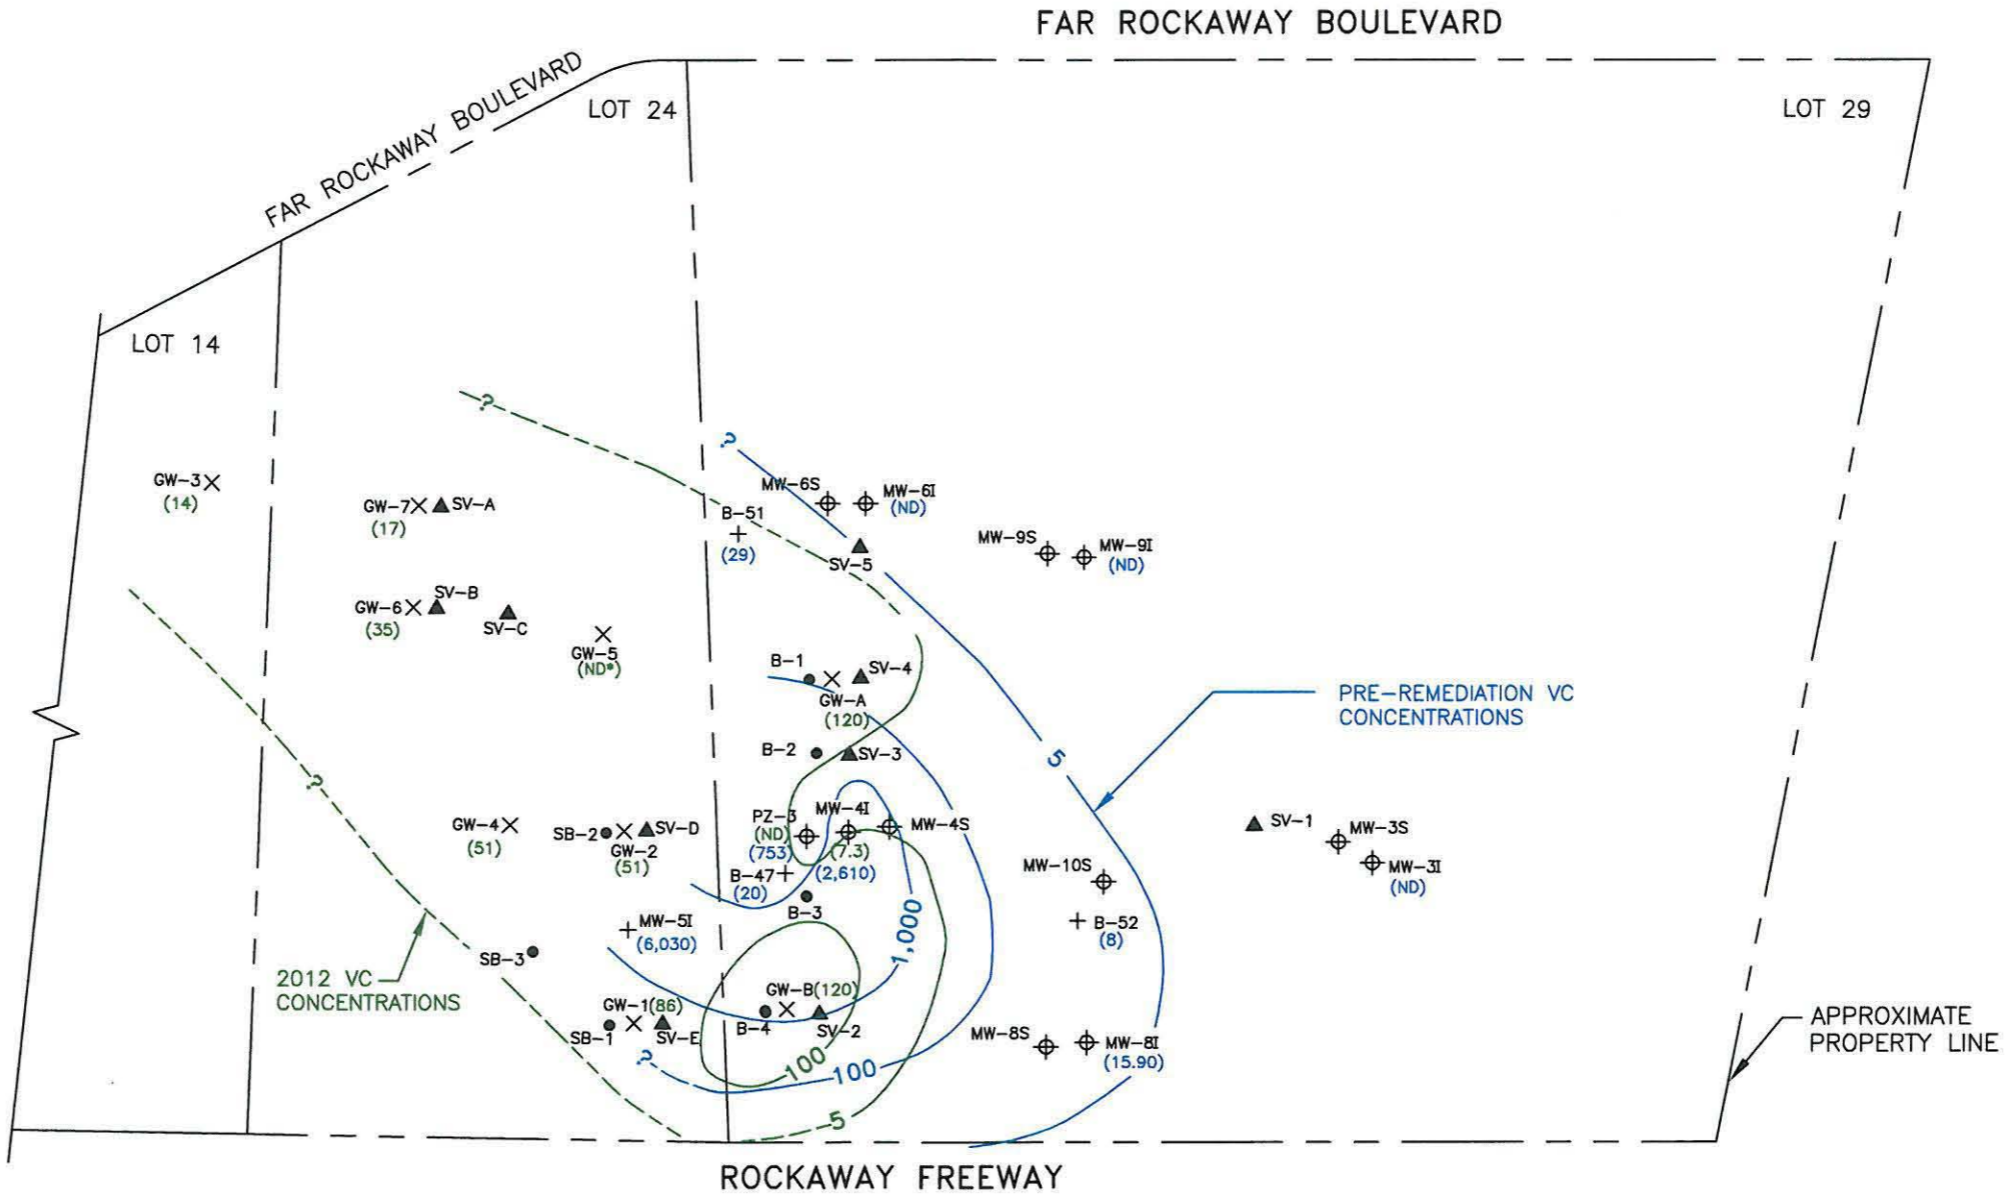 FAR ROCKAWAY BOULEVARD
FAR ROCKAWAY BOULEVARD
LOT 24
LOT 29
LOT 14
?
?
GW-3
(14)
GW-7
SV-A
(17)
MW-6S
MW-6I
(ND)
B-51
(29)
SV-5
MW-9S
MW-9I
(ND)
GW-6
SV-B
(35)
SV-C
GW-5
(ND*)
B-1
SV-4
GW-A
(120)
PRE-REMEDIATION VC
CONCENTRATIONS
B-2
SV-3
5
?
GW-4
(51)
SB-2
SV-D
GW-2
(51)
PZ-3
(ND)
(753)
MW-4I
(7.3)
(2,610)
MW-4S
SV-1
MW-3S
MW-3I
(ND)
B-47
(20)
B-3
MW-10S
B-52
(8)
MW-5I
(6,030)
1,000
SB-3
2012 VC
CONCENTRATIONS
GW-1(86)
SB-1
SV-E
GW-B(120)
B-4
SV-2
MW-8S
MW-8I
(15.90)
APPROXIMATE
PROPERTY LINE
?
100
100
5
ROCKAWAY FREEWAY